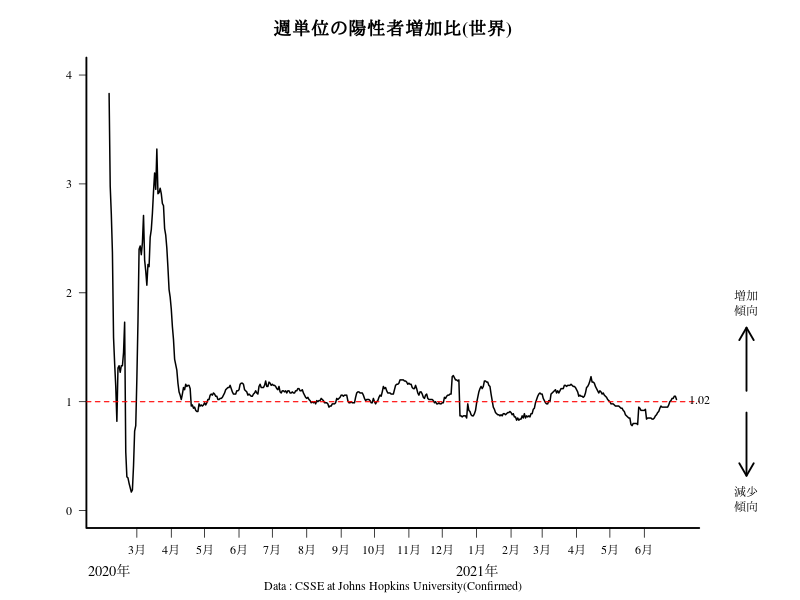 週単位の陽性者増加比(世界)
4
3
2
1
0
増加
傾向
1.02
減少
傾向
3月 4月 5月 6月 7月 8月 9月 10月 11月 12月 1月 2月 3月 4月 5月 6月
2020年 2021年
Data : CSSE at Johns Hopkins University(Confirmed)